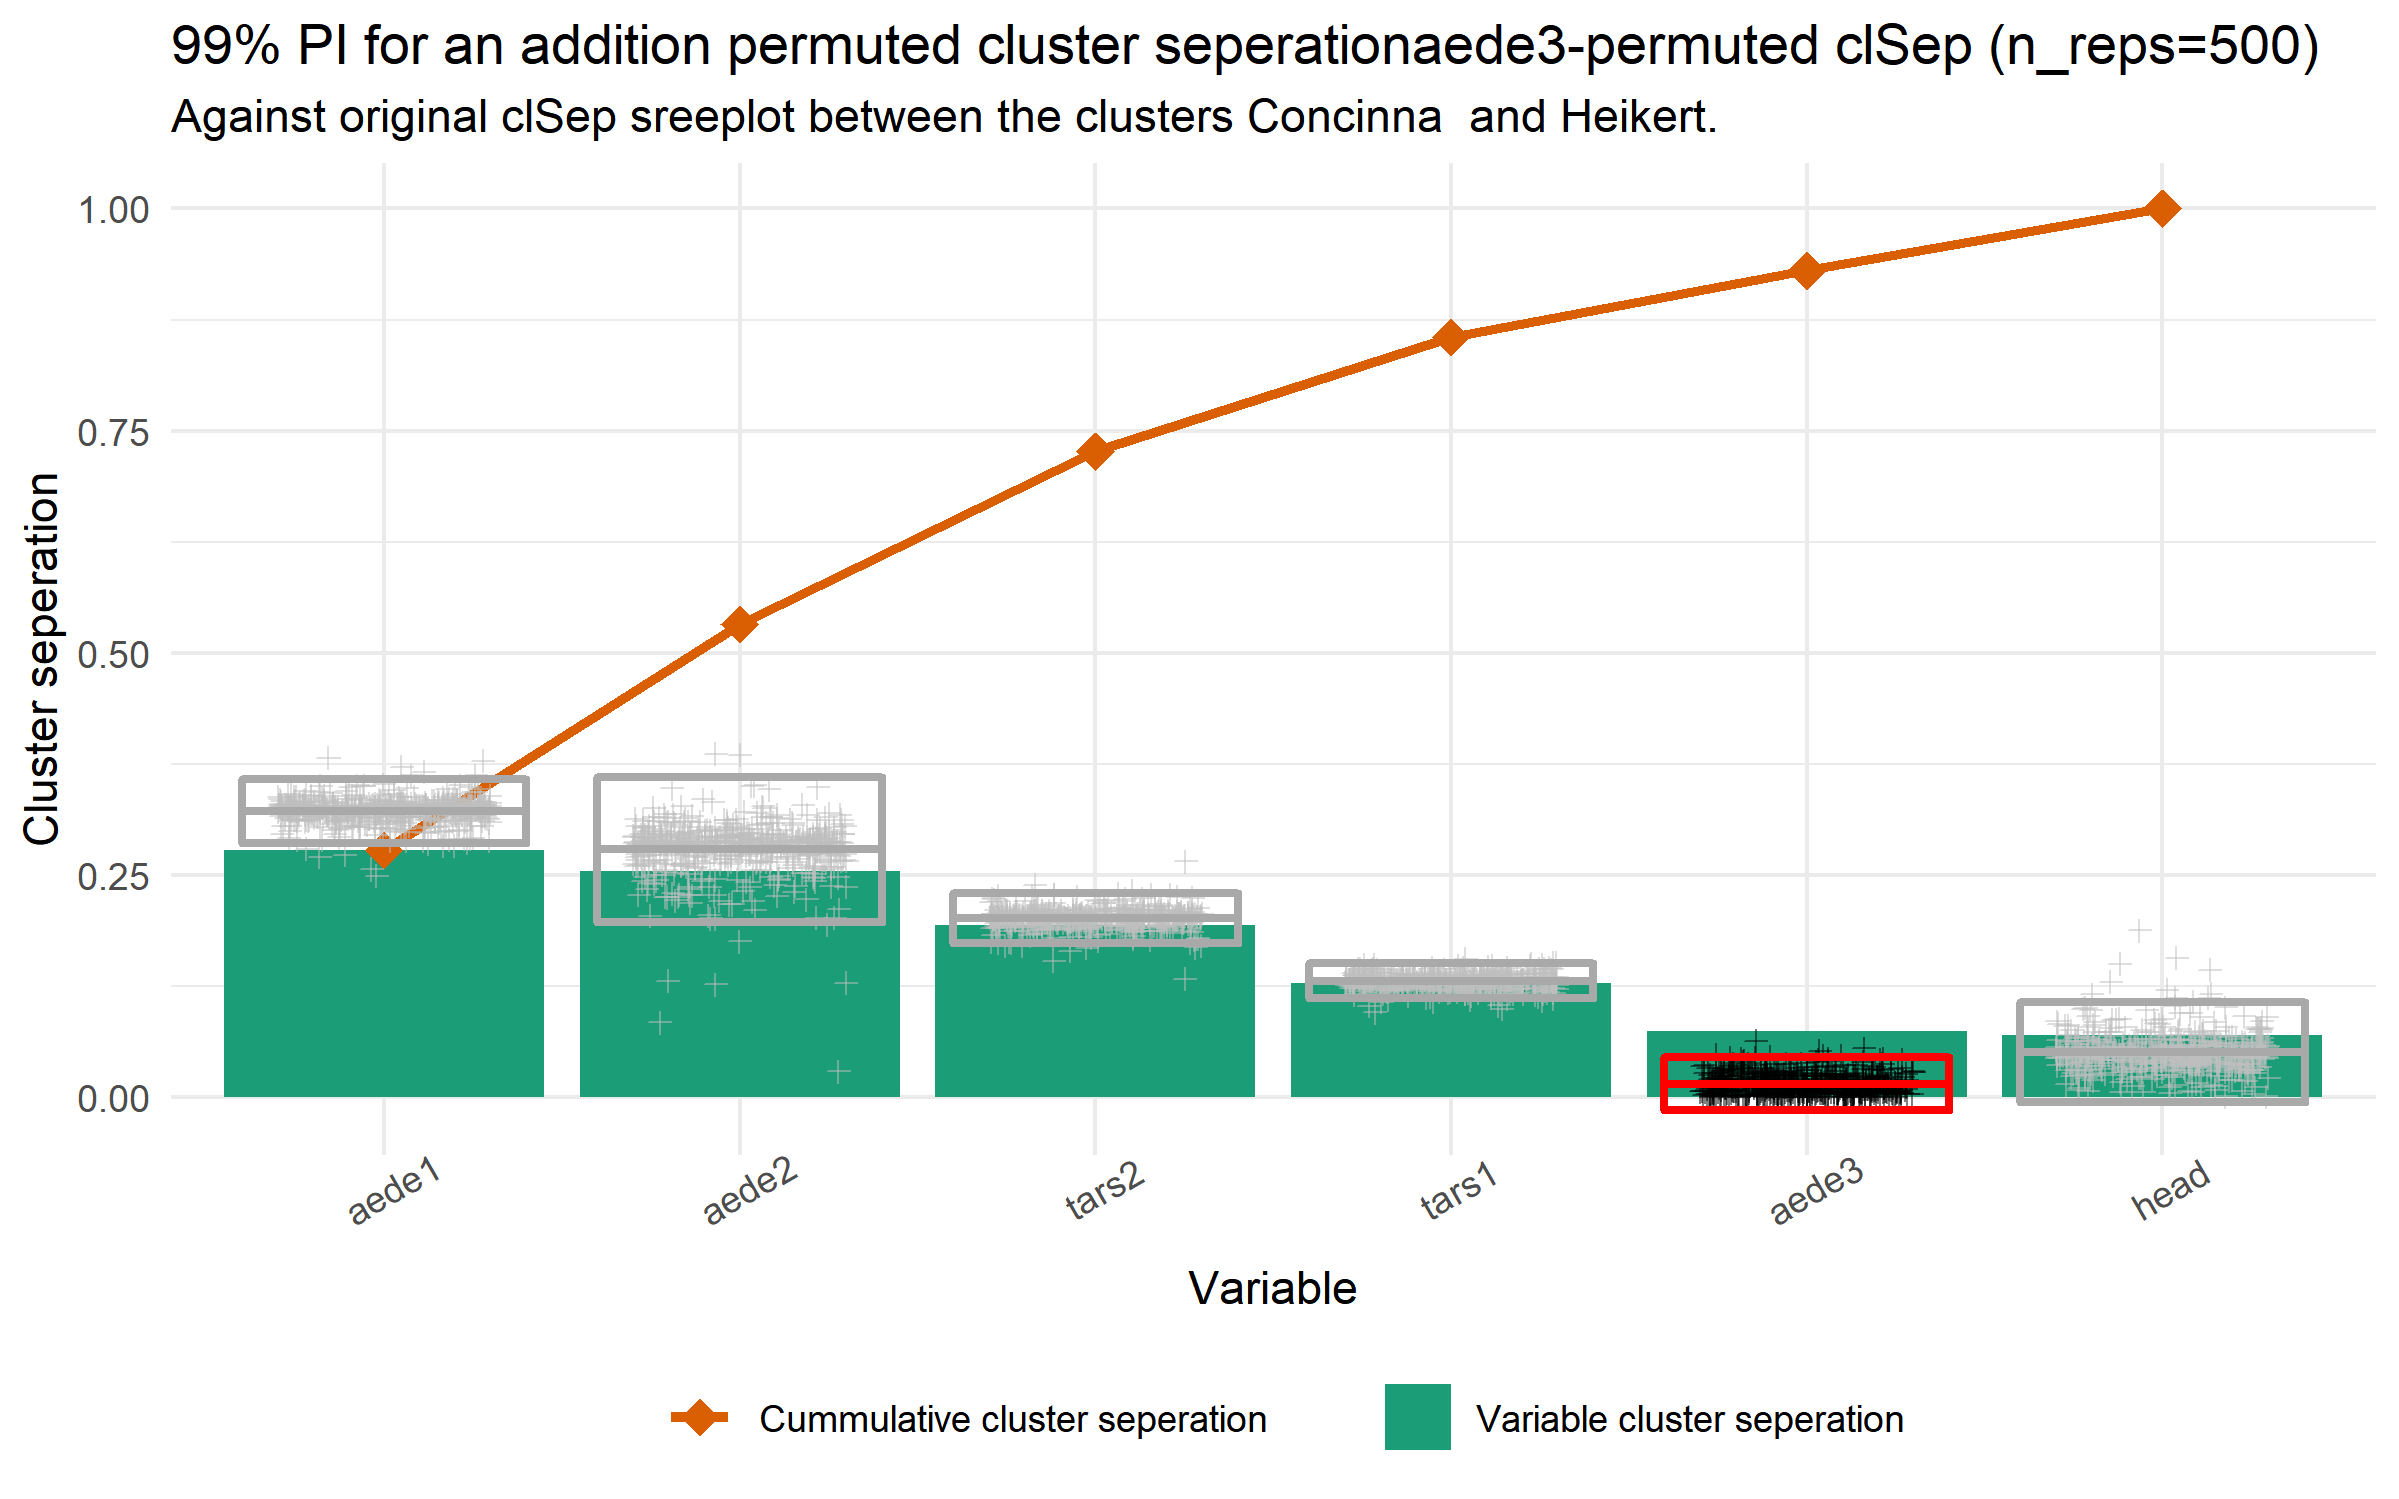 99% PI for an addition permuted cluster seperationaede3-permuted clSep (n_reps=500)
Against original clSep sreeplot between the clusters Concinna  and Heikert.
Cluster seperation
1.00
0.75
0.50
0.25
0.00
aede1
aede2
tars2
tars1
aede3
head
Variable
Cummulative cluster seperation
Variable cluster seperation